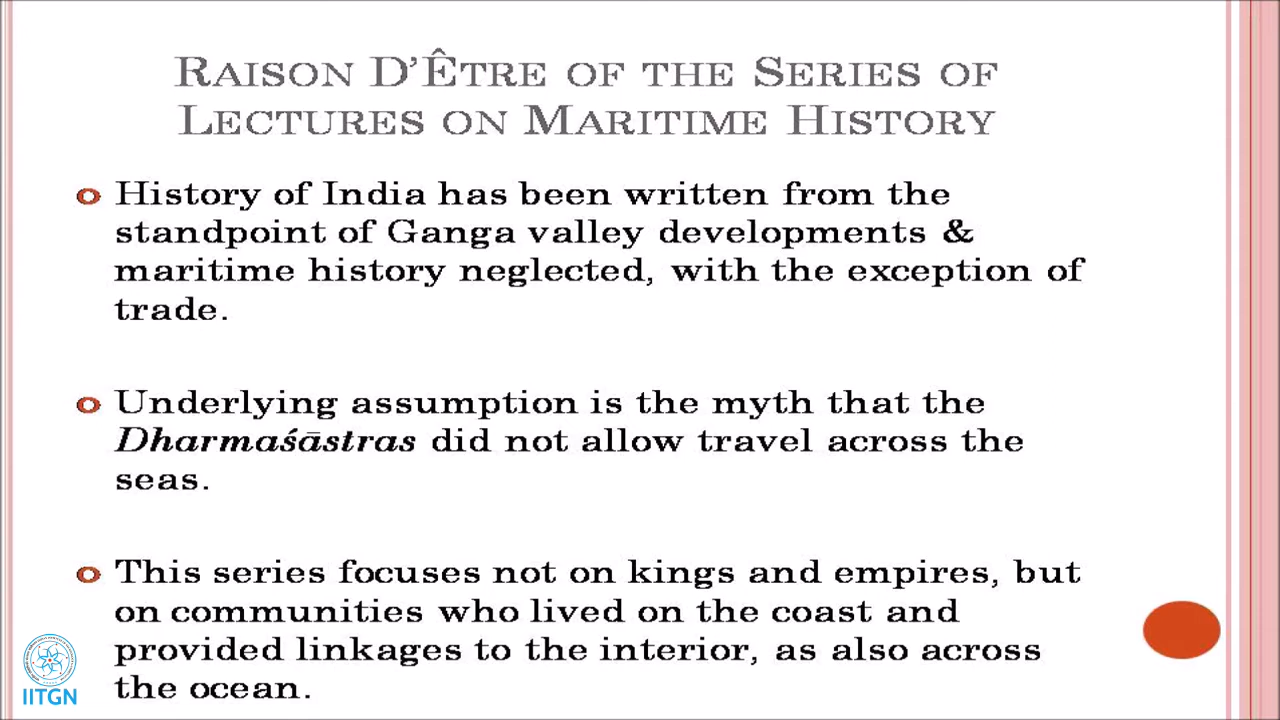 RAISON D'ÊTRE OF THE SERIES OF
LECTURES ON MARITIME HISTORY
History of India has been written from the
standpoint of Ganga valley developments &
maritime history neglected, with the exception of
trade.
Underlying assumption is the myth that the
Dharmaśāstras did not allow travel across the
seas.
This series focuses not on kings and empires, but
on communities who lived on the coast and
provided linkages to the interior, as also across
the ocean.
IITGN